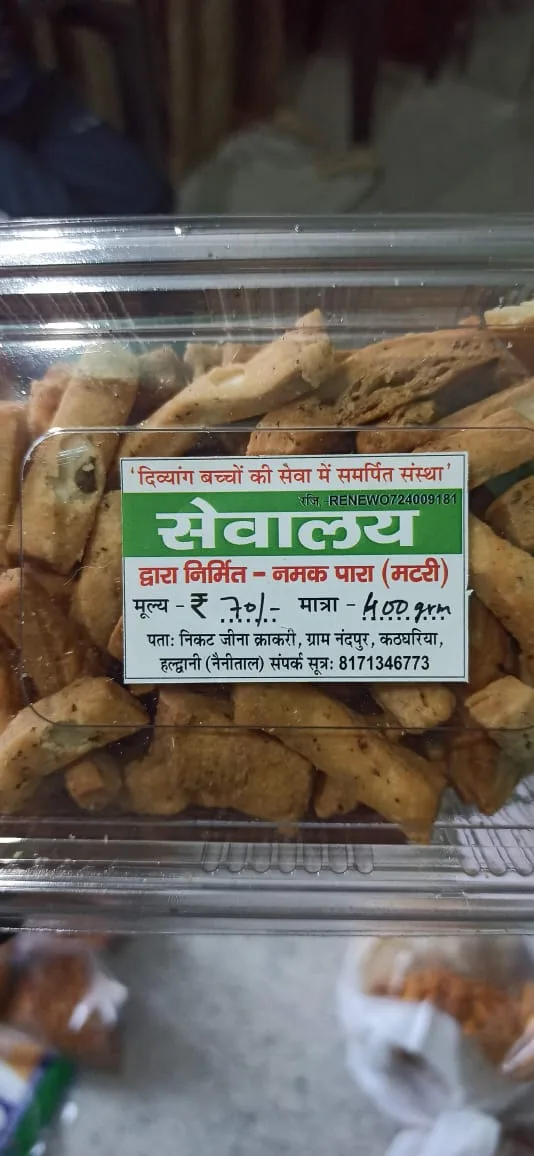 'दिव्यांग बच्चों की सेवा में समर्पित संस्था'
रजि. -RENEWO724009181
सेवालय
द्वारा निर्मित - नमक पारा (मटरी)
मूल्य - ₹ 70/- मात्रा - 400 grm
पता: निकट जीना क्राकरी, ग्राम नंदपुर, कठघरिया,
हल्द्वानी (नैनीताल) संपर्क सूत्र: 8171346773